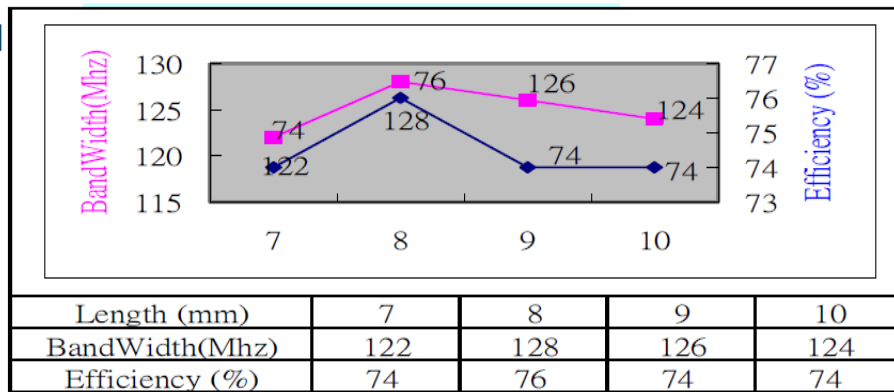 BandWidth(Mhz)
130
125
120
115
74
122
76
128
126
74
124
74
77
76
75
74
73
Efficiency (%)
7 8 9 10
Length (mm) 7 8 9 10
BandWidth(Mhz) 122 128 126 124
Efficiency (%) 74 76 74 74